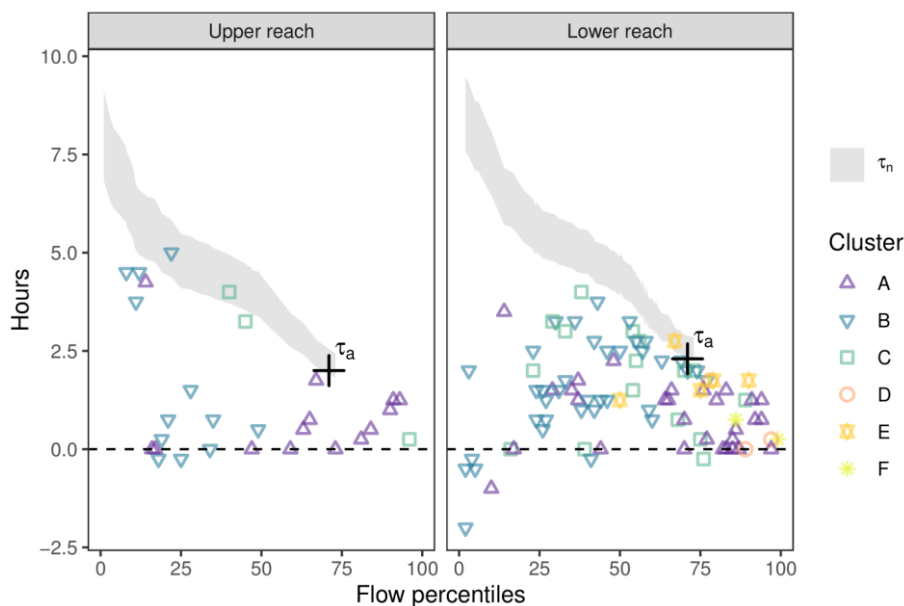 Upper reach
Lower reach
10.0
7.5
5.0
2.5
0.0
−2.5
Hours
τa
τa
0
25
50
75
100
0
25
50
75
100
Flow percentiles
τn
Cluster
A
B
C
D
E
F